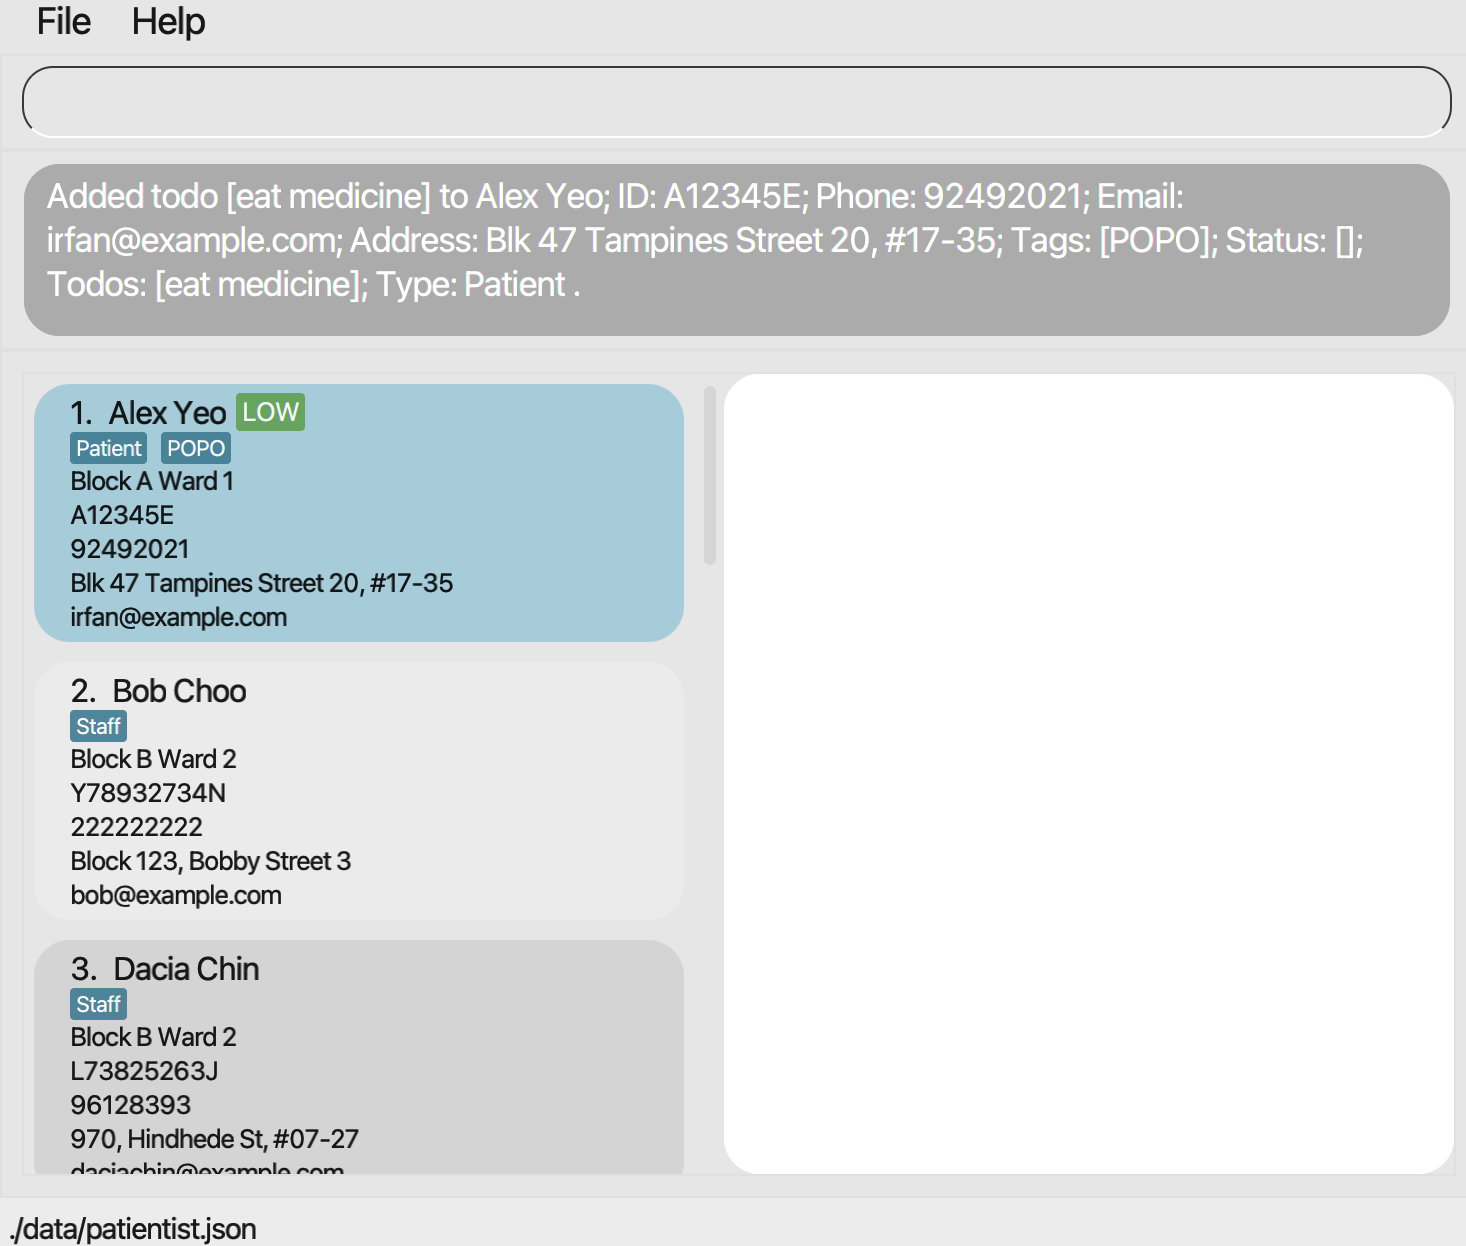 File Help
Added todo [eat medicine] to Alex Yeo; ID: A12345E; Phone: 92492021; Email:
irfan@example.com; Address: Blk 47 Tampines Street 20, #17-35; Tags: [POPO]; Status: [];
Todos: [eat medicine]; Type: Patient .
1. Alex Yeo LOW
Patient POPO
Block A Ward 1
A12345E
92492021
Blk 47 Tampines Street 20, #17-35
irfan@example.com
2. Bob Choo
Staff
Block B Ward 2
Y78932734N
222222222
Block 123, Bobby Street 3
bob@example.com
3. Dacia Chin
Staff
Block B Ward 2
L73825263J
96128393
970, Hindhede St, #07-27
daciachin@example.com
./data/patientist.json